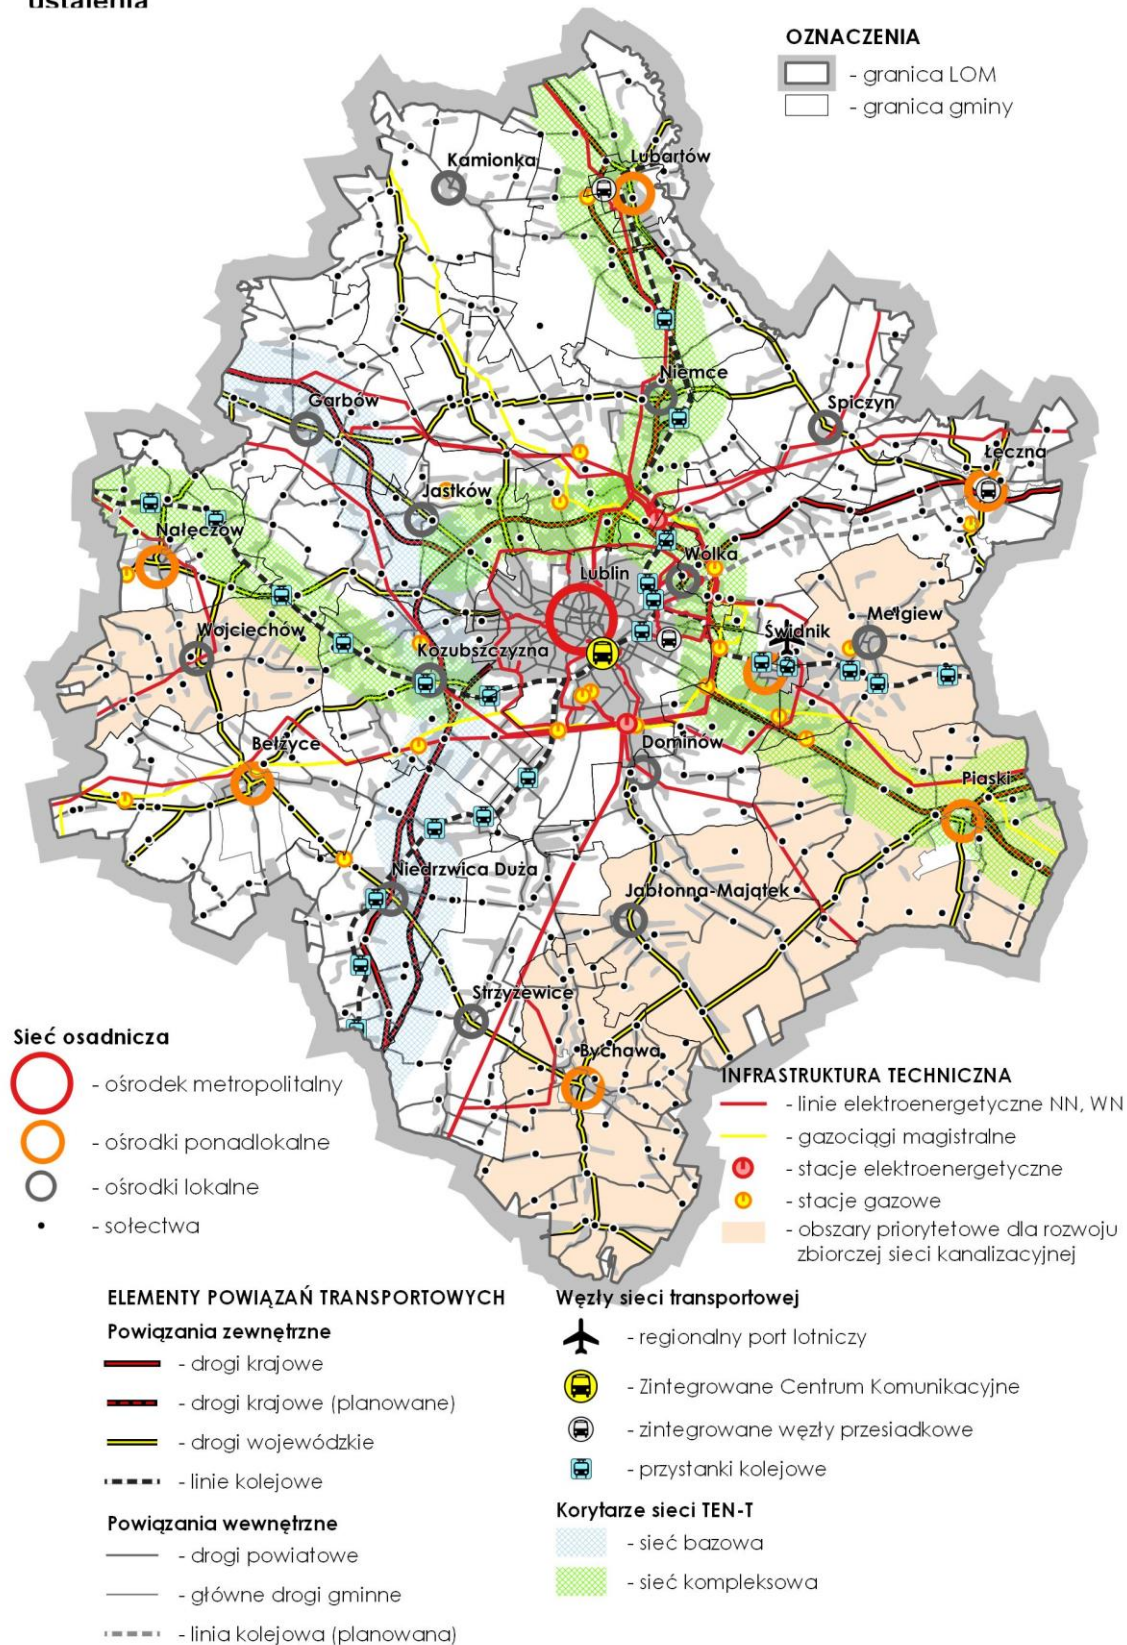 ustalenia
OZNACZENIA
- granica LOM
- granica gminy
Kamionka
Lubartów
Niemce
Garbów
Spiczyn
Łęczna
Jastków
Nałęczów
Wólka
Lublin
Wojciechów
Kozubszczyzna
Świdnik
Mełgiew
Bełżyce
Dominów
Piaski
Niedrzwica Duża
Jabłonna-Majątek
Strzyżewice
Bychawa
Sieć osadnicza
- ośrodek metropolitalny
- ośrodki ponadlokalne
- ośrodki lokalne
- sołectwa
INFRASTRUKTURA TECHNICZNA
- linie elektroenergetyczne NN, WN
- gazociągi magistralne
- stacje elektroenergetyczne
- stacje gazowe
- obszary priorytetowe dla rozwoju
zbiorczej sieci kanalizacyjnej
ELEMENTY POWIĄZAŃ TRANSPORTOWYCH
Powiązania zewnętrzne
- drogi krajowe
- drogi krajowe (planowane)
- drogi wojewódzkie
- linie kolejowe
Powiązania wewnętrzne
- drogi powiatowe
- główne drogi gminne
- linia kolejowa (planowana)
Węzły sieci transportowej
- regionalny port lotniczy
- Zintegrowane Centrum Komunikacyjne
- zintegrowane węzły przesiadkowe
- przystanki kolejowe
Korytarze sieci TEN-T
- sieć bazowa
- sieć kompleksowa